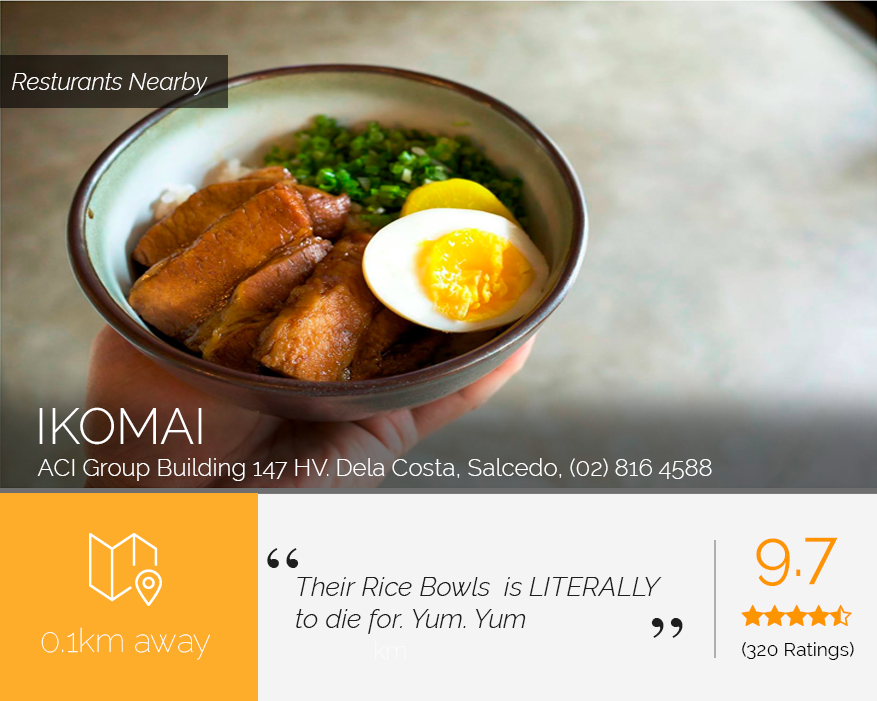 Resturants Nearby
IKOMAI
ACI Group Building 147 HV. Dela Costa, Salcedo, (02) 816 4588
0.1km away
“
Their Rice Bowls  is LITERALLY
to die for. Yum. Yum
”
km
9.7
(320 Ratings)